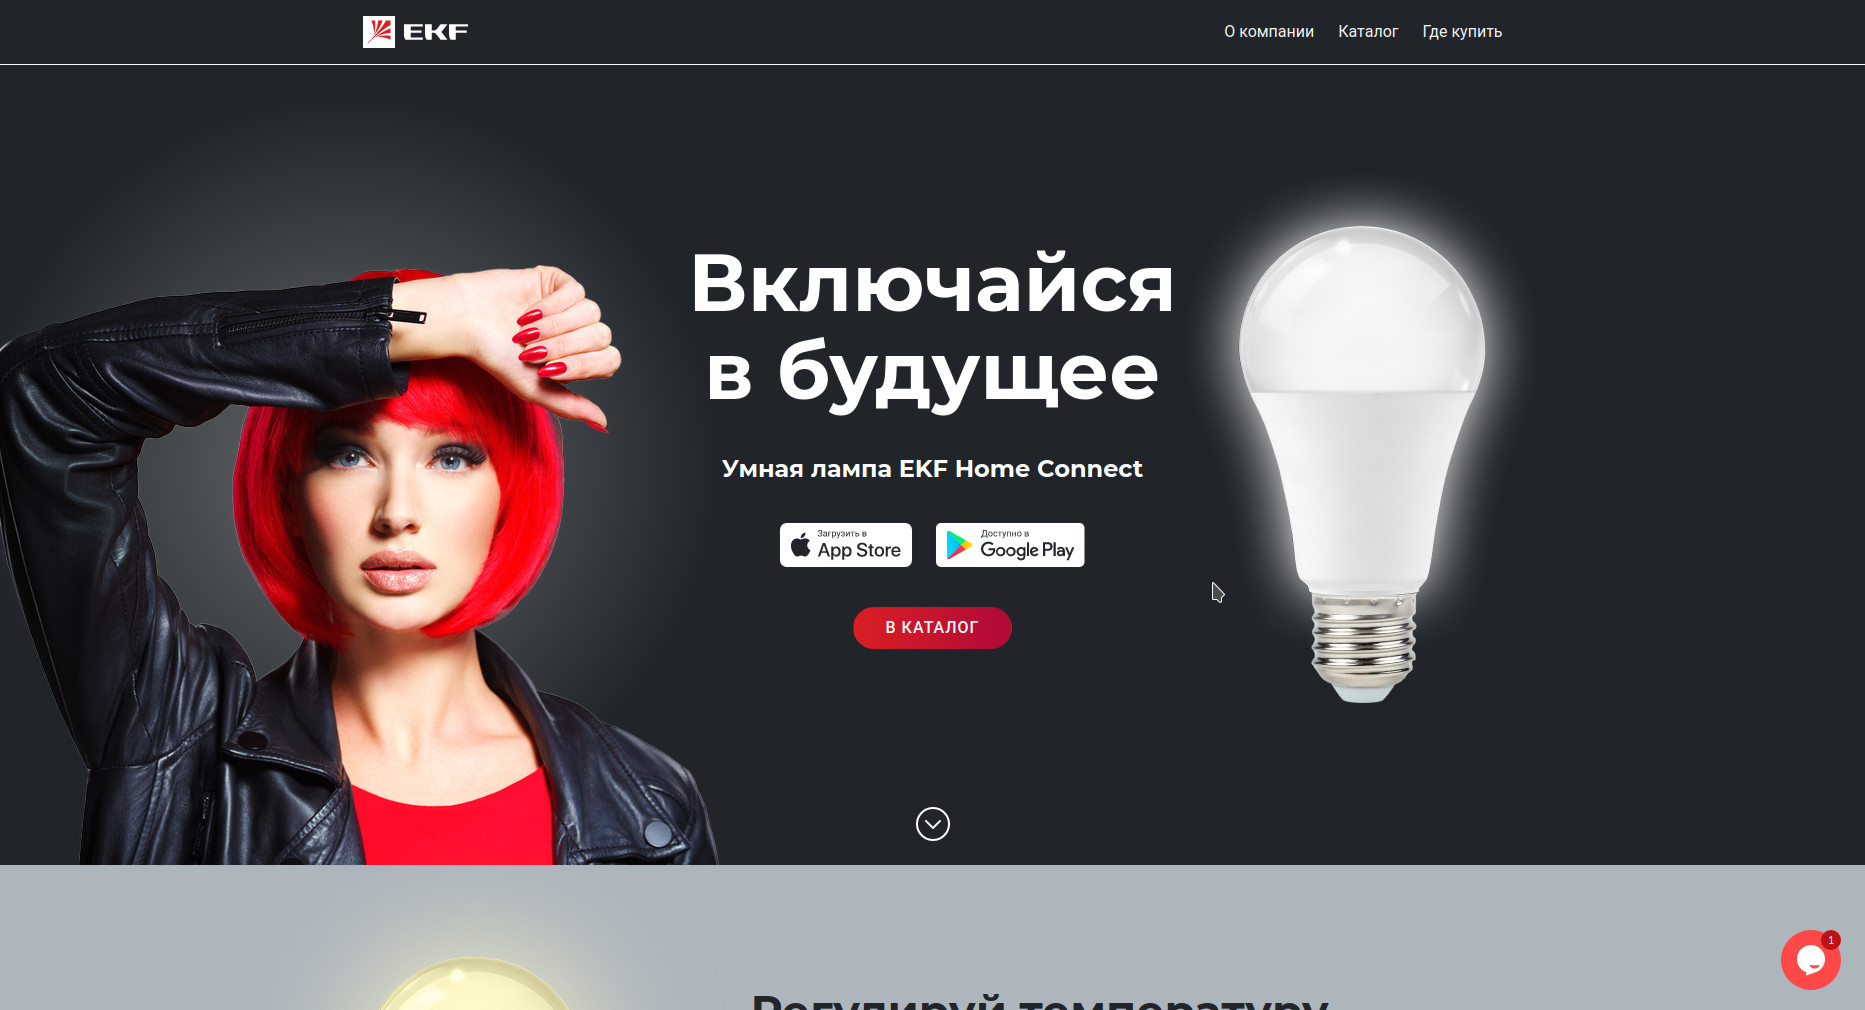 EKF
О компании
Каталог
Где купить
Включайся
в будущее
Умная лампа EKF Home Connect
Загрузить в
App Store
Доступно в
Google Play
В КАТАЛОГ
Регулируй температуру
1